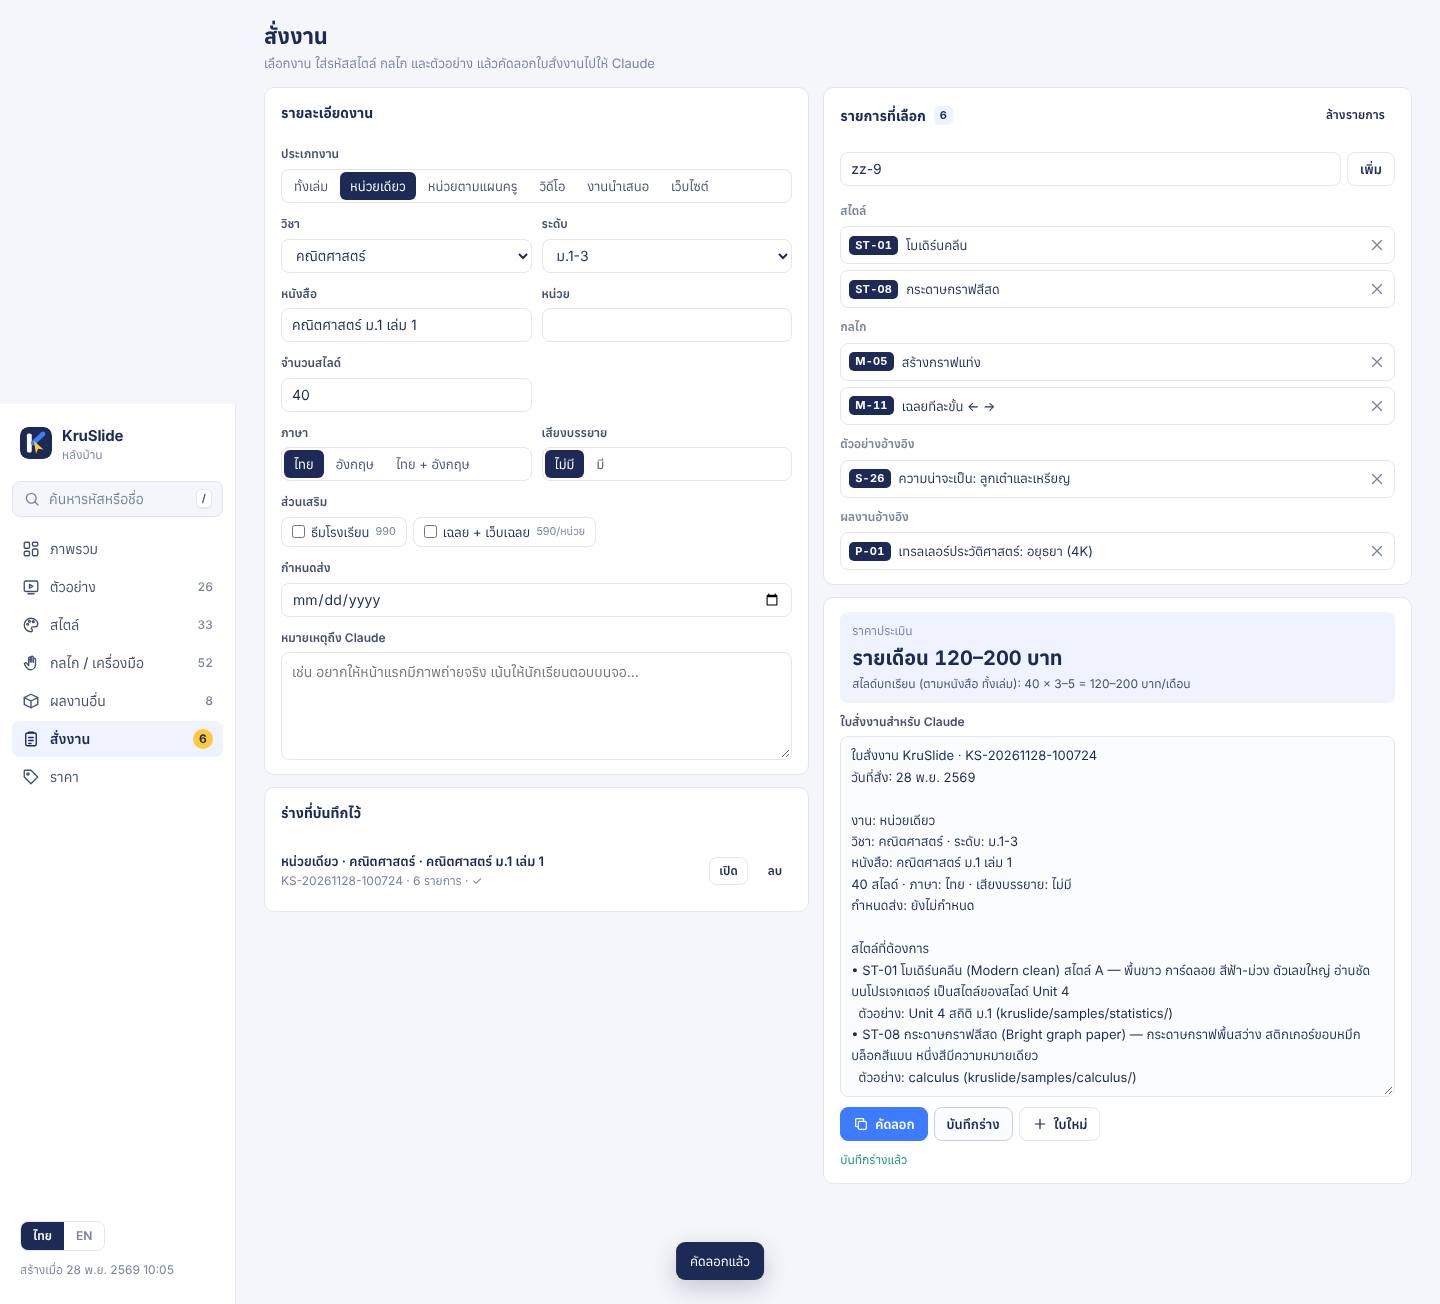 KruSlide
หลังบ้าน
ค้นหารหัสหรือชื่อ
/
ภาพรวม
ตัวอย่าง 26
สไตล์ 33
กลไก / เครื่องมือ 52
ผลงานอื่น 8
สั่งงาน 6
ราคา
ไทย EN
สร้างเมื่อ 28 พ.ย. 2569 10:05
สั่งงาน
เลือกงาน ใส่รหัสสไตล์ กลไก และตัวอย่าง แล้วคัดลอกใบสั่งงานไปให้ Claude
รายละเอียดงาน
ประเภทงาน
ทั้งเล่ม หน่วยเดียว หน่วยตามแผนครู วิดีโอ งานนำเสนอ เว็บไซต์
วิชา ระดับ
คณิตศาสตร์ ม.1-3
หนังสือ หน่วย
คณิตศาสตร์ ม.1 เล่ม 1
จำนวนสไลด์
40
ภาษา เสียงบรรยาย
ไทย อังกฤษ ไทย + อังกฤษ ไม่มี มี
ส่วนเสริม
ธีมโรงเรียน 990 เฉลย + เว็บเฉลย 590/หน่วย
กำหนดส่ง
mm/dd/yyyy
หมายเหตุถึง Claude
เช่น อยากให้หน้าแรกมีภาพถ่ายจริง เน้นให้นักเรียนตอบบนจอ...
ร่างที่บันทึกไว้
หน่วยเดียว · คณิตศาสตร์ · คณิตศาสตร์ ม.1 เล่ม 1
KS-20261128-100724 · 6 รายการ · ✓
เปิด ลบ
รายการที่เลือก 6 ล้างรายการ
zz-9 เพิ่ม
สไตล์
ST-01 โมเดิร์นคลีน
ST-08 กระดาษกราฟสีสด
กลไก
M-05 สร้างกราฟแท่ง
M-11 เฉลยทีละขั้น ← →
ตัวอย่างอ้างอิง
S-26 ความน่าจะเป็น: ลูกเต๋าและเหรียญ
ผลงานอ้างอิง
P-01 เทรลเลอร์ประวัติศาสตร์: อยุธยา (4K)
ราคาประเมิน
รายเดือน 120–200 บาท
สไลด์บทเรียน (ตามหนังสือ ทั้งเล่ม): 40 × 3–5 = 120–200 บาท/เดือน
ใบสั่งงานสำหรับ Claude
ใบสั่งงาน KruSlide · KS-20261128-100724
วันที่สั่ง: 28 พ.ย. 2569
งาน: หน่วยเดียว
วิชา: คณิตศาสตร์ · ระดับ: ม.1-3
หนังสือ: คณิตศาสตร์ ม.1 เล่ม 1
40 สไลด์ · ภาษา: ไทย · เสียงบรรยาย: ไม่มี
กำหนดส่ง: ยังไม่กำหนด
สไตล์ที่ต้องการ
• ST-01 โมเดิร์นคลีน (Modern clean) สไตล์ A — พื้นขาว การ์ดลอย สีฟ้า-ม่วง ตัวเลขใหญ่ อ่านชัด
บนโปรเจกเตอร์ เป็นสไตล์ของสไลด์ Unit 4
ตัวอย่าง: Unit 4 สถิติ ม.1 (kruslide/samples/statistics/)
• ST-08 กระดาษกราฟสีสด (Bright graph paper) — กระดาษกราฟพื้นสว่าง สติกเกอร์ขอบหมึก
บล็อกสีแบน หนึ่งสีมีความหมายเดียว
ตัวอย่าง: calculus (kruslide/samples/calculus/)
คัดลอก บันทึกร่าง + ใบใหม่
บันทึกร่างแล้ว
คัดลอกแล้ว